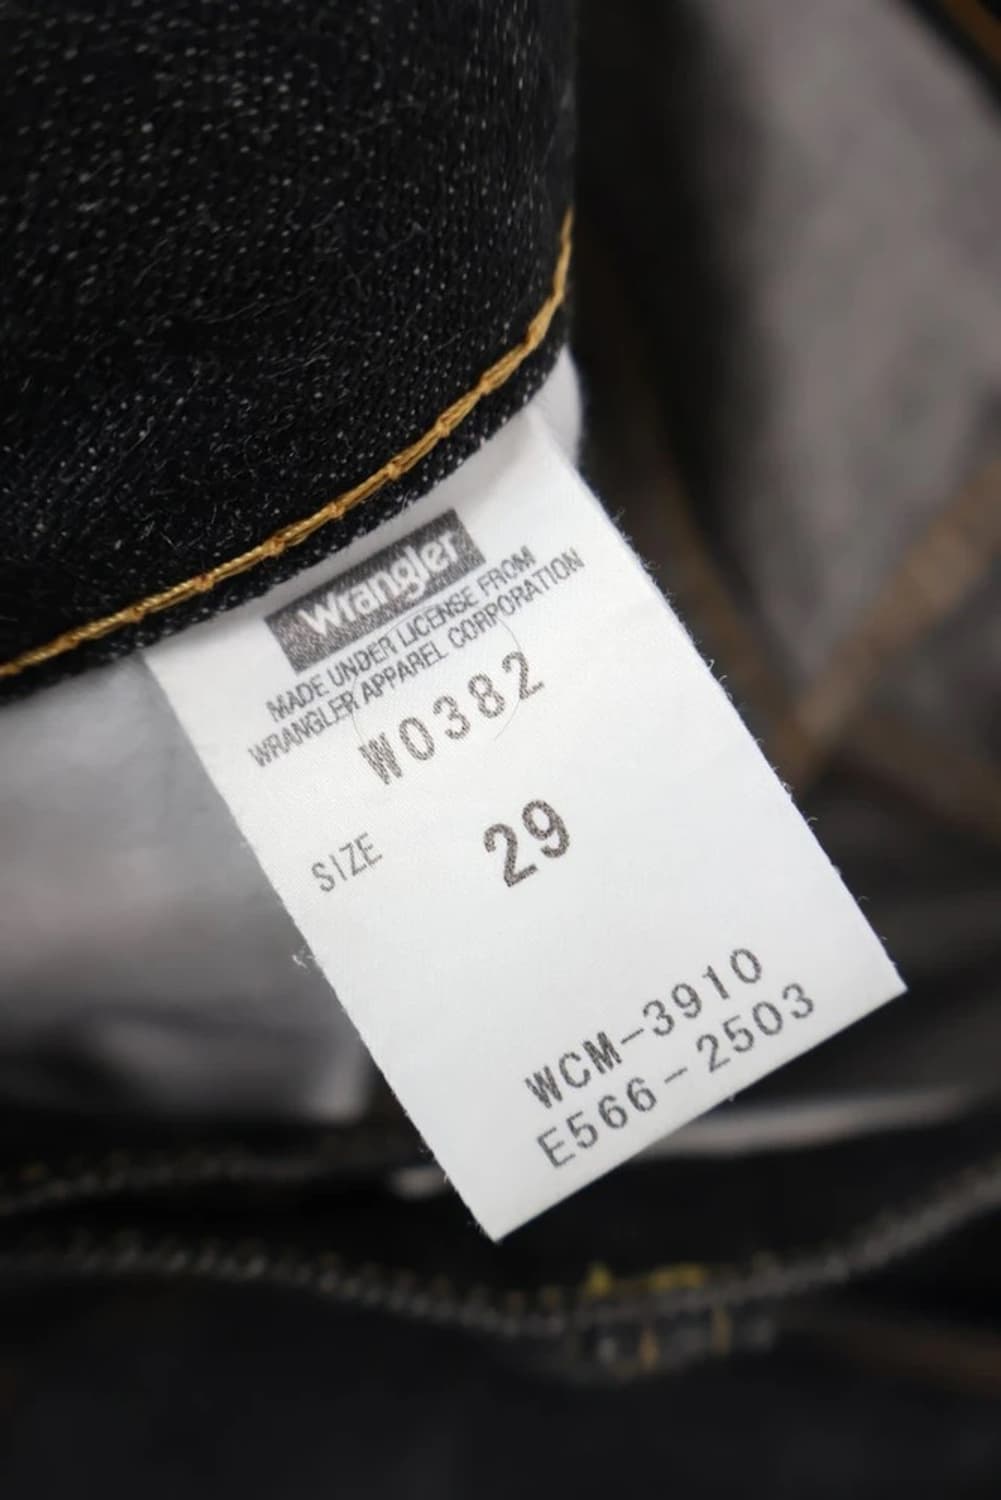 Wrangler
MADE UNDER LICENSE FROM
WRANGLER APPAREL CORPORATION
W0382
SIZE 29
WCM-3910
E566-2503